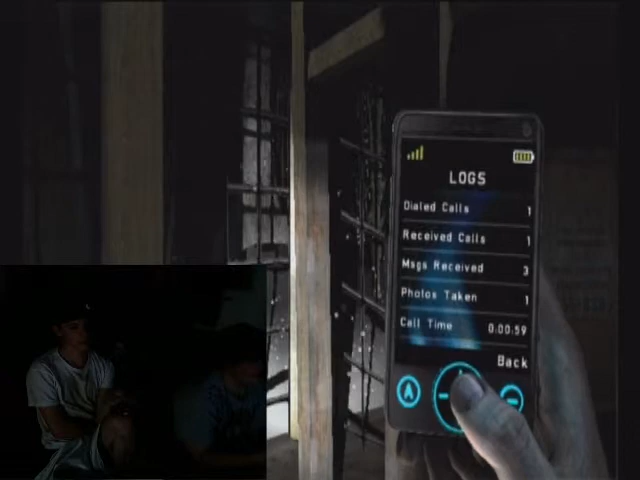 LOGS
Dialed Calls 1
Received Calls 1
Msgs Received 3
Photos Taken 1
Call Time 0:00:59
Back
A